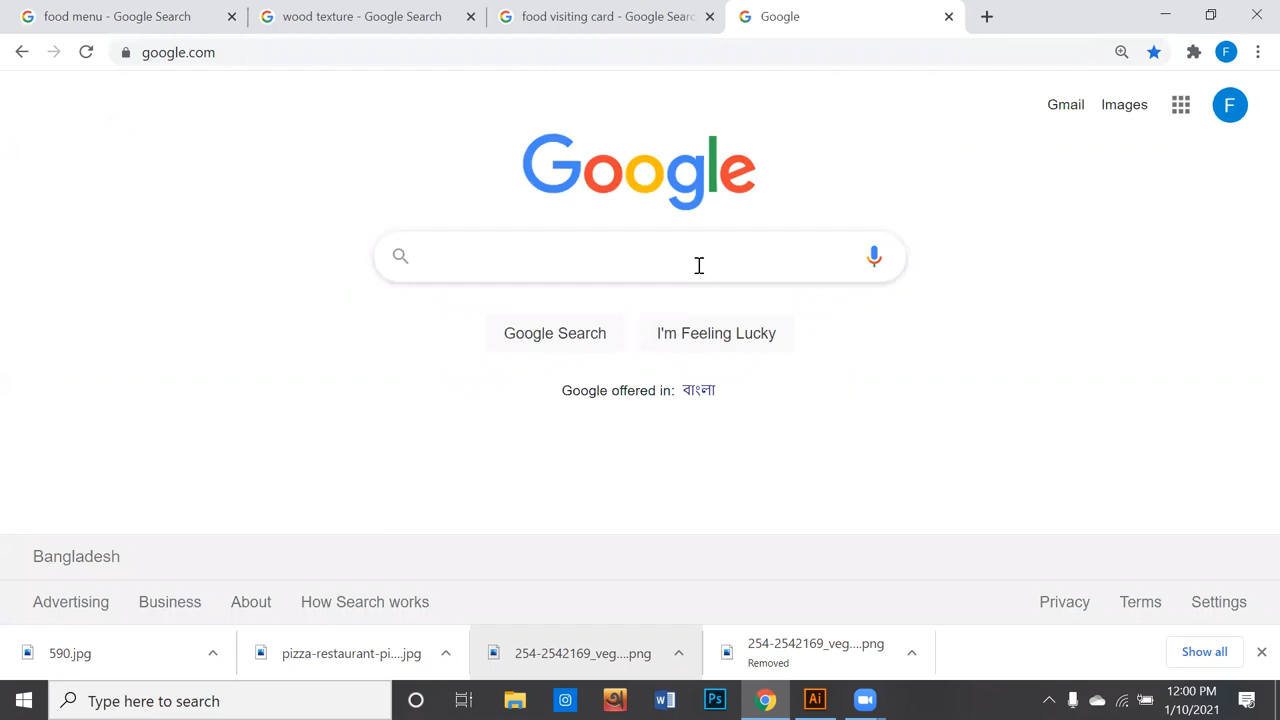 food menu - Google Search
wood texture - Google Search
food visiting card - Google Searc
Google
google.com
F
Gmail
Images
F
Google
Google Search
I'm Feeling Lucky
Google offered in: বাংলা
Bangladesh
Advertising
Business
About
How Search works
Privacy
Terms
Settings
590.jpg
pizza-restaurant-pi....jpg
254-2542169_veg....png
254-2542169_veg....png
Removed
Show all
Type here to search
W
Ps
Ai
12:00 PM
1/10/2021